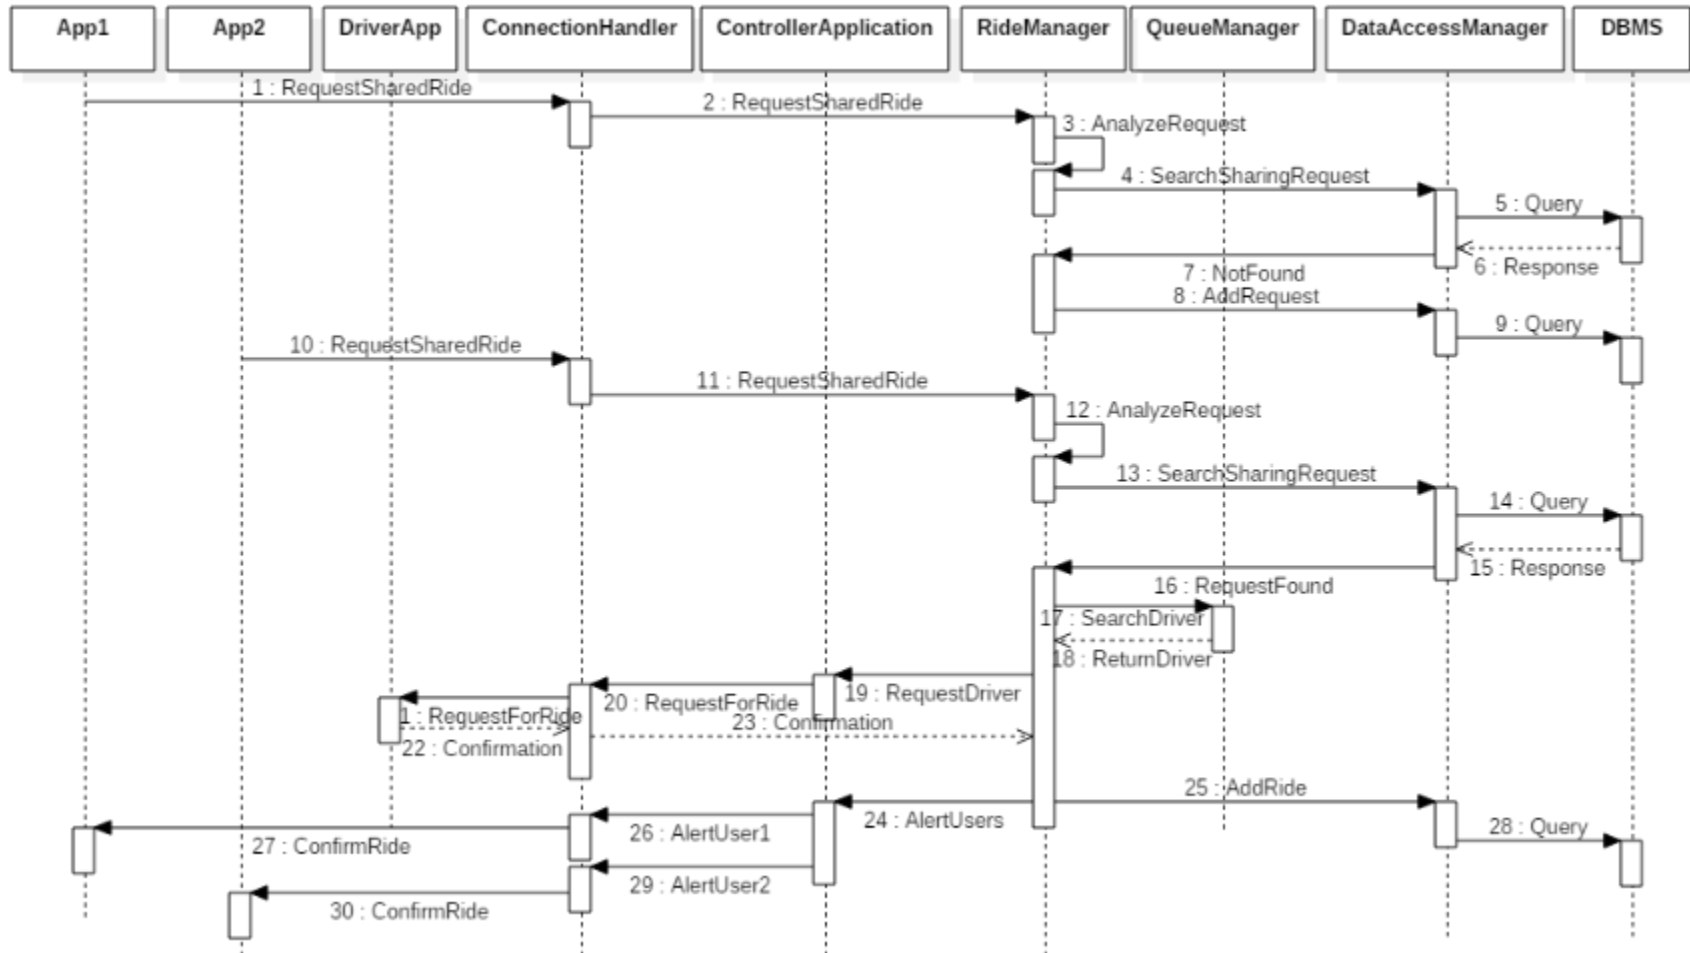 App1 App2 DriverApp ConnectionHandler ControllerApplication RideManager QueueManager DataAccessManager DBMS
1 : RequestSharedRide
2 : RequestSharedRide
3 : AnalyzeRequest
4 : SearchSharingRequest
5 : Query
6 : Response
7 : NotFound
8 : AddRequest
9 : Query
10 : RequestSharedRide
11 : RequestSharedRide
12 : AnalyzeRequest
13 : SearchSharingRequest
14 : Query
15 : Response
16 : RequestFound
17 : SearchDriver
18 : ReturnDriver
19 : RequestDriver
20 : RequestForRide
1 : RequestForRide
22 : Confirmation
23 : Confirmation
24 : AlertUsers
25 : AddRide
26 : AlertUser1
27 : ConfirmRide
28 : Query
29 : AlertUser2
30 : ConfirmRide